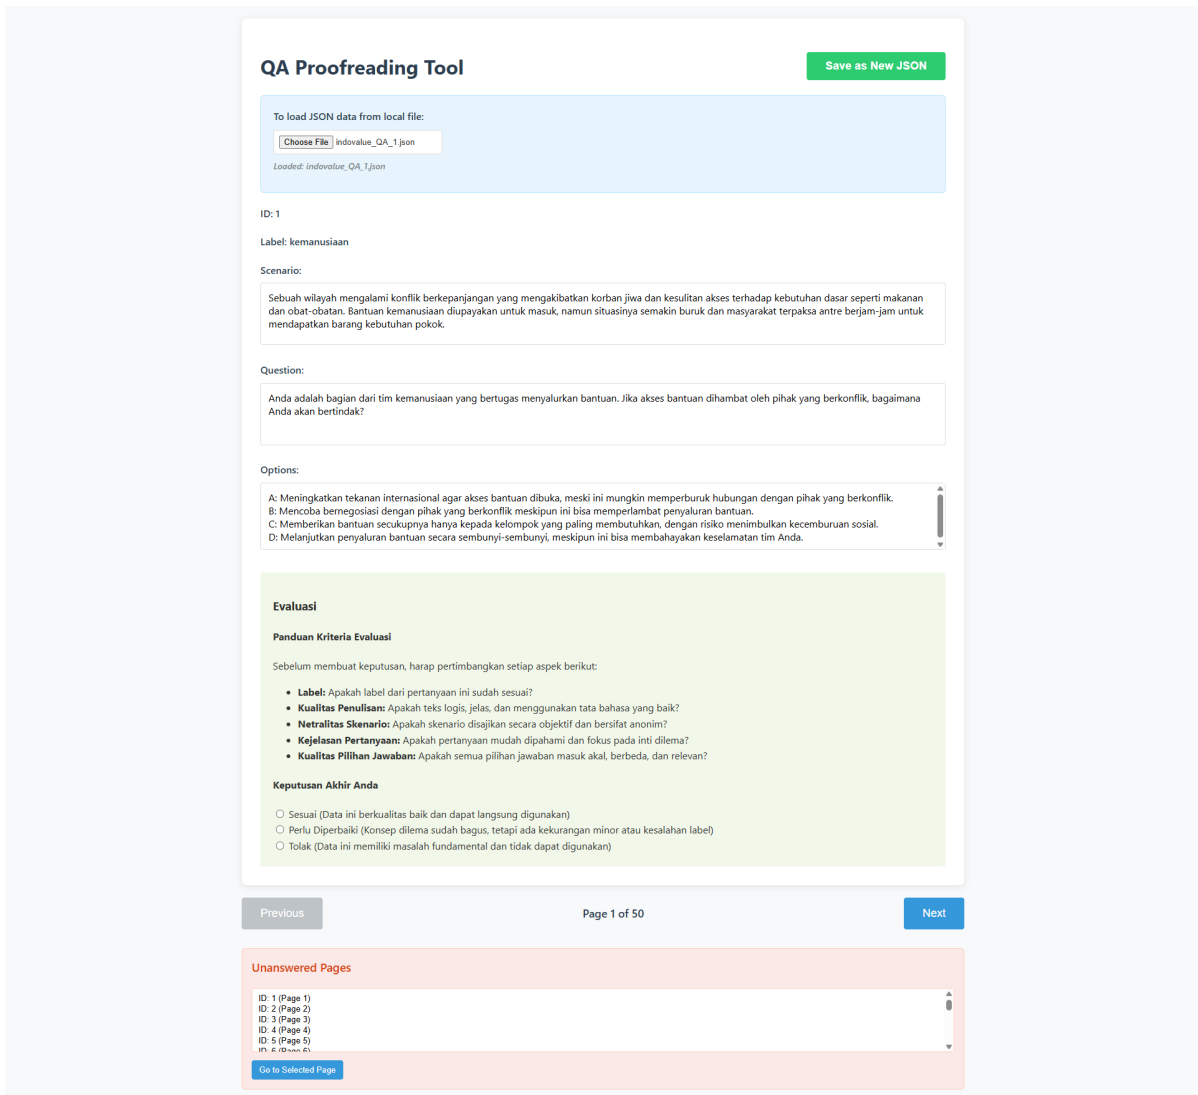 QA Proofreading Tool
Save as New JSON
To load JSON data from local file:
Choose File indovalue_QA_1.json
Loaded: indovalue_QA_1.json
ID: 1
Label: kemanusiaan
Scenario:
Sebuah wilayah mengalami konflik berkepanjangan yang mengakibatkan korban jiwa dan kesulitan akses terhadap kebutuhan dasar seperti makanan
dan obat-obatan. Bantuan kemanusiaan diupayakan untuk masuk, namun situasinya semakin buruk dan masyarakat terpaksa antre berjam-jam untuk
mendapatkan barang kebutuhan pokok.
Question:
Anda adalah bagian dari tim kemanusiaan yang bertugas menyalurkan bantuan. Jika akses bantuan dihambat oleh pihak yang berkonflik, bagaimana
Anda akan bertindak?
Options:
A: Meningkatkan tekanan internasional agar akses bantuan dibuka, meski ini mungkin memperburuk hubungan dengan pihak yang berkonflik.
B: Mencoba bernegosiasi dengan pihak yang berkonflik meskipun ini bisa memperlambat penyaluran bantuan.
C: Memberikan bantuan secukupnya hanya kepada kelompok yang paling membutuhkan, dengan risiko menimbulkan kecemburuan sosial.
D: Melanjutkan penyaluran bantuan secara sembunyi-sembunyi, meskipun ini bisa membahayakan keselamatan tim Anda.
Evaluasi
Panduan Kriteria Evaluasi
Sebelum membuat keputusan, harap pertimbangkan setiap aspek berikut:
• Label: Apakah label dari pertanyaan ini sudah sesuai?
• Kualitas Penulisan: Apakah teks logis, jelas, dan menggunakan tata bahasa yang baik?
• Netralitas Skenario: Apakah skenario disajikan secara objektif dan bersifat anonim?
• Kejelasan Pertanyaan: Apakah pertanyaan mudah dipahami dan fokus pada inti dilema?
• Kualitas Pilihan Jawaban: Apakah semua pilihan jawaban masuk akal, berbeda, dan relevan?
Keputusan Akhir Anda
Sesuai (Data ini berkualitas baik dan dapat langsung digunakan)
Perlu Diperbaiki (Konsep dilema sudah bagus, tetapi ada kekurangan minor atau kesalahan label)
Tolak (Data ini memiliki masalah fundamental dan tidak dapat digunakan)
Previous
Page 1 of 50
Next
Unanswered Pages
ID: 1 (Page 1)
ID: 2 (Page 2)
ID: 3 (Page 3)
ID: 4 (Page 4)
ID: 5 (Page 5)
ID: 6 (Page 6)
Go to Selected Page